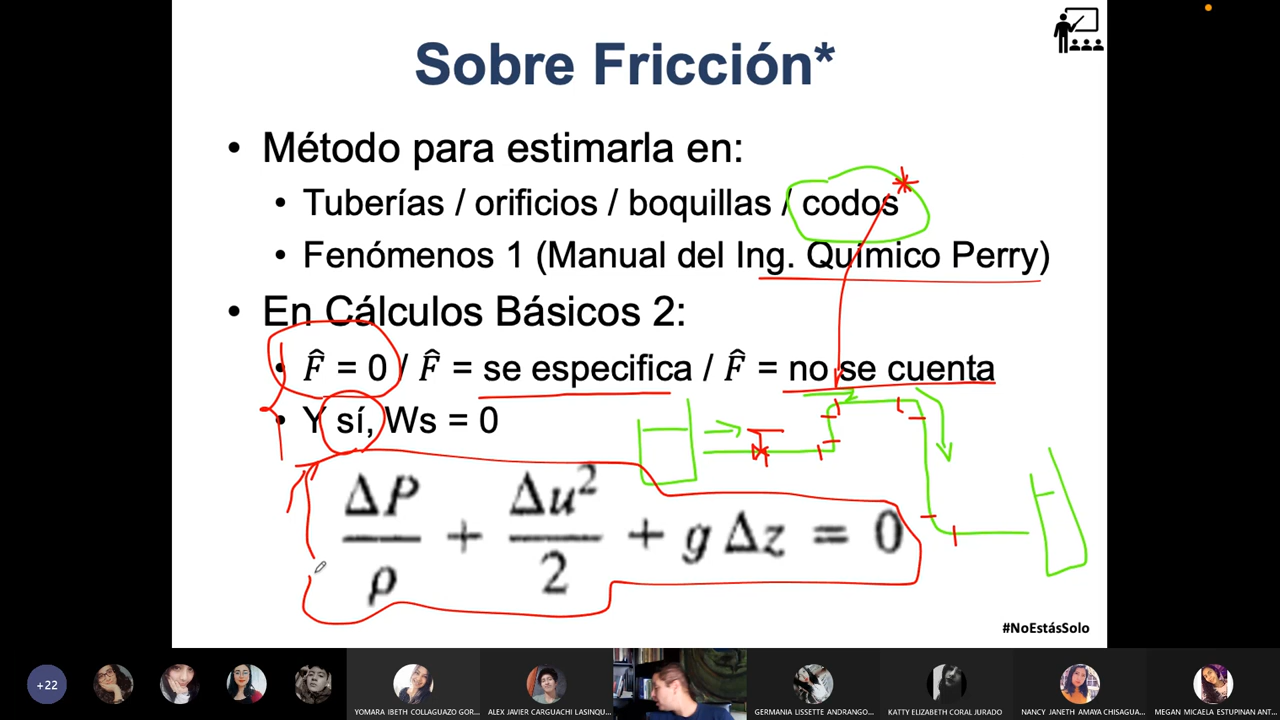 Sobre Fricción*
• Método para estimarla en:
• Tuberías / orificios / boquillas / codos
• Fenómenos 1 (Manual del Ing. Químico Perry)
• En Cálculos Básicos 2:
• F̂ = 0 / F̂ = se especifica / F̂ = no se cuenta
• Y sí, Ws = 0
ΔP/ρ + Δu²/2 + g Δz = 0
#NoEstásSolo
+22
YOMARA IBETH COLLAGUAZO GOR...
ALEX JAVIER CARGUACHI LASINQU...
GERMANIA LISSETTE ANDRANGO...
KATTY ELIZABETH CORAL JURADO
NANCY JANETH AMAYA CHISAGUA...
MEGAN MICAELA ESTUPINAN ANT...